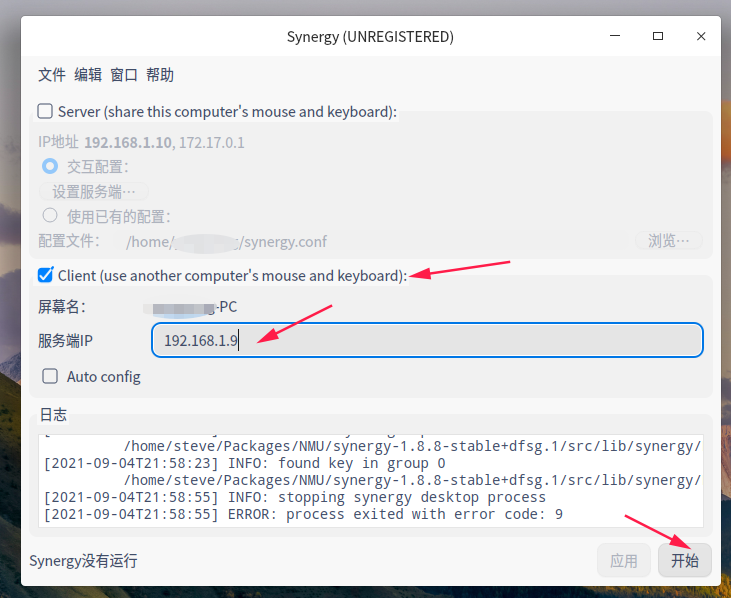 Synergy (UNREGISTERED)
文件 编辑 窗口 帮助
Server (share this computer's mouse and keyboard):
IP地址 192.168.1.10, 172.17.0.1
交互配置：
设置服务端…
使用已有的配置：
配置文件： /home/ /synergy.conf 浏览…
Client (use another computer's mouse and keyboard):
屏幕名： -PC
服务端IP 192.168.1.9
Auto config
日志
/home/steve/Packages/NMU/synergy-1.8.8-stable+dfsg.1/src/lib/synergy/
[2021-09-04T21:58:23] INFO: found key in group 0
/home/steve/Packages/NMU/synergy-1.8.8-stable+dfsg.1/src/lib/synergy/
[2021-09-04T21:58:55] INFO: stopping synergy desktop process
[2021-09-04T21:58:55] ERROR: process exited with error code: 9
Synergy没有运行 应用 开始